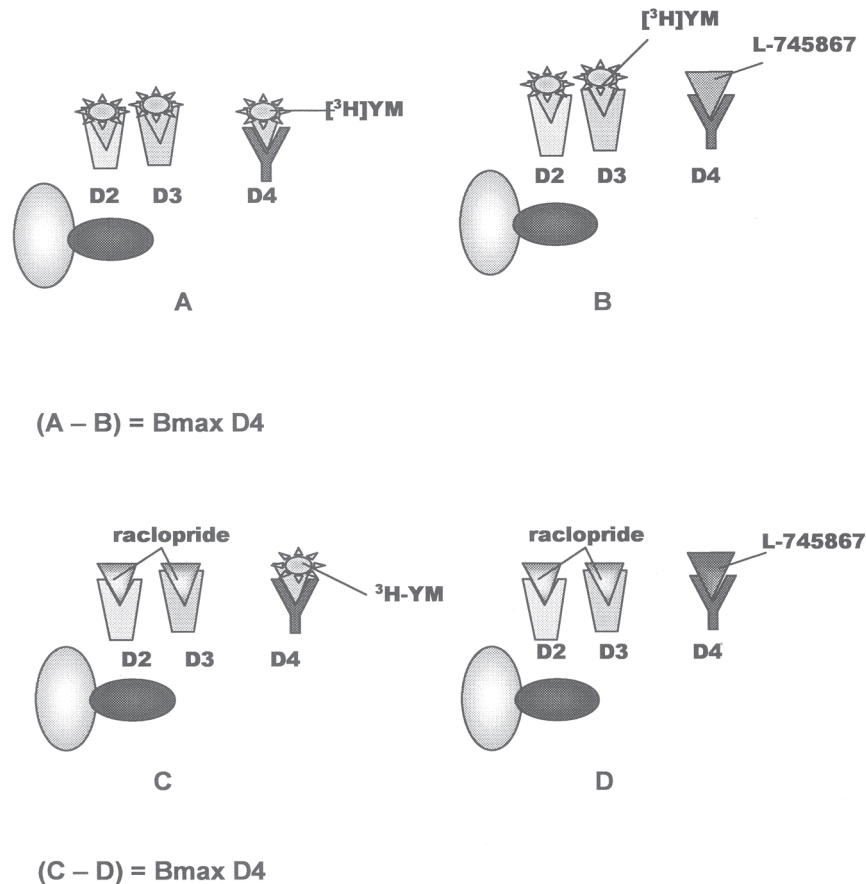 [³H]YM
L-745867
[³H]YM
D2 D3 D4
D2 D3 D4
A
B
(A – B) = Bmax D4
raclopride
raclopride
L-745867
³H-YM
D2 D3 D4
D2 D3 D4
C
D
(C – D) = Bmax D4